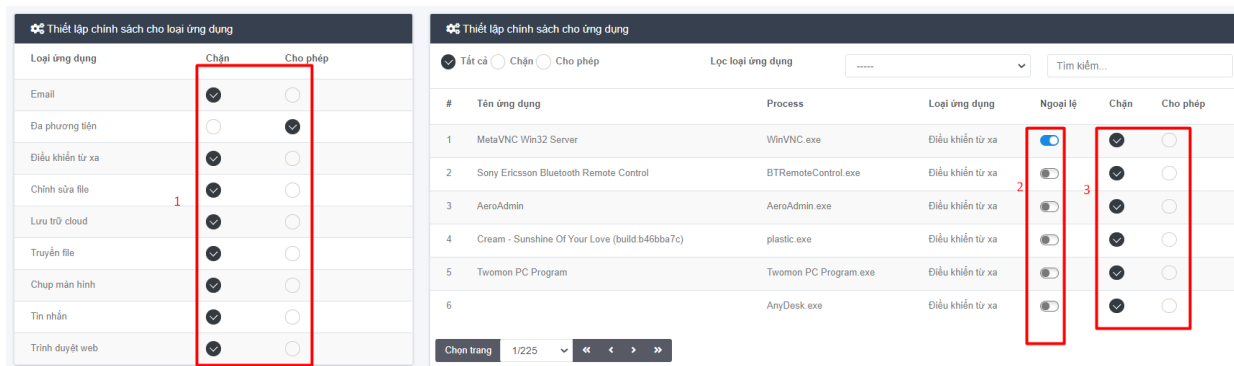 Thiết lập chính sách cho loại ứng dụng
Loại ứng dụng Chặn Cho phép
Email
Đa phương tiện
Điều khiển từ xa
Chỉnh sửa file
1
Lưu trữ cloud
Truyền file
Chụp màn hình
Tin nhắn
Trình duyệt web
Thiết lập chính sách cho ứng dụng
Tất cả Chặn Cho phép Lọc loại ứng dụng ----- Tìm kiếm...
# Tên ứng dụng Process Loại ứng dụng Ngoại lệ Chặn Cho phép
1 MetaVNC Win32 Server WinVNC.exe Điều khiển từ xa
2 Sony Ericsson Bluetooth Remote Control BTRemoteControl.exe Điều khiển từ xa
2 3
3 AeroAdmin AeroAdmin.exe Điều khiển từ xa
4 Cream - Sunshine Of Your Love (build:b46bba7c) plastic.exe Điều khiển từ xa
5 Twomon PC Program Twomon PC Program.exe Điều khiển từ xa
6 AnyDesk.exe Điều khiển từ xa
Chọn trang 1/225 « ‹ › »